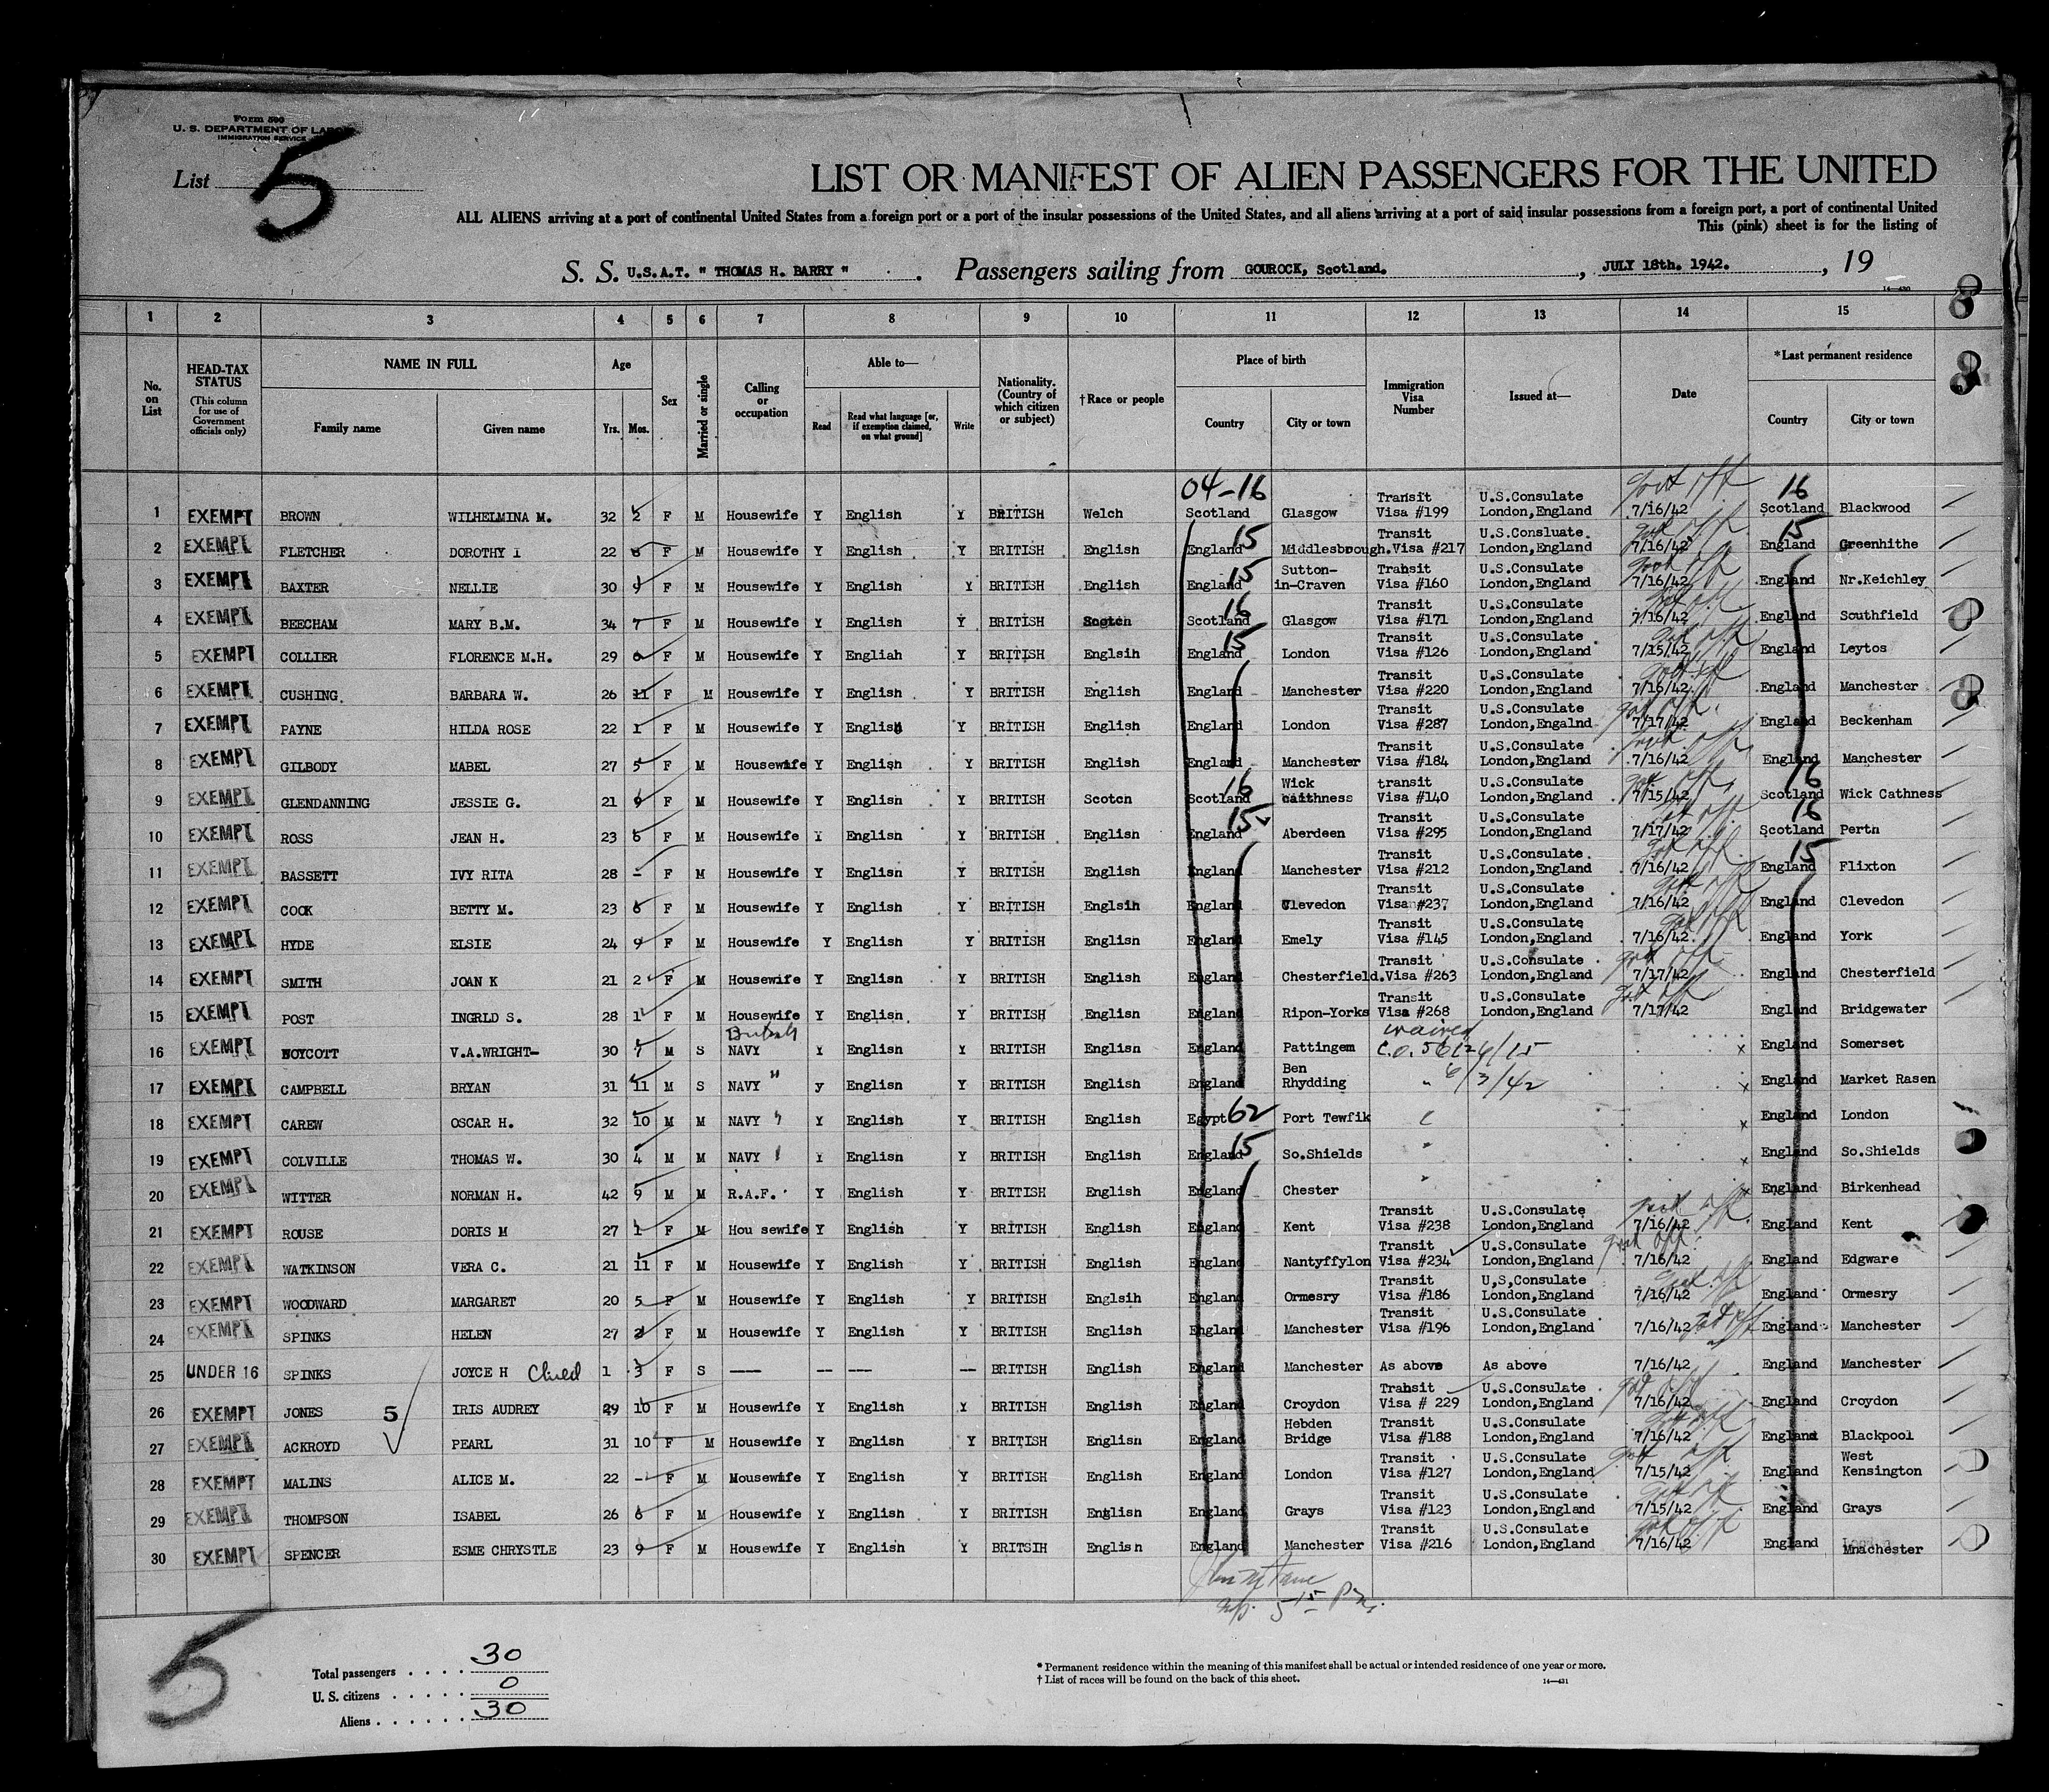 Form 500
U. S. DEPARTMENT OF LABOR
IMMIGRATION SERVICE
List 5
LIST OR MANIFEST OF ALIEN PASSENGERS FOR THE UNITED
ALL ALIENS arriving at a port of continental United States from a foreign port or a port of the insular possessions of the United States, and all aliens arriving at a port of said insular possessions from a foreign port, a port of continental United
This (pink) sheet is for the listing of
S. S. U.S.A.T. " THOMAS H. BARRY " . Passengers sailing from GOUROCK, Scotland. , JULY 18th. 1942. , 19
14—430
1 2 3 4 5 6 7 8 9 10 11 12 13 14 15
No. on List HEAD-TAX STATUS (This column for use of Government officials only) NAME IN FULL Family name Given name Age Yrs. Mos. Sex Married or single Calling or occupation Able to— Read Read what language [or, if exemption claimed, on what ground] Write Nationality. (Country of which citizen or subject) †Race or people Place of birth Country City or town Immigration Visa Number Issued at— Date *Last permanent residence Country City or town
04-16 16
1 EXEMPT BROWN WILHELMINA M. 32 2 F M Housewife Y English Y BRITISH Welch Scotland Glasgow Transit Visa #199 U.S.Consulate London,England 7/16/42 Scotland Blackwood
2 EXEMPT FLETCHER DOROTHY I 22 F M Housewife Y English Y BRITISH English England 15 Middlesbrough. Transit Visa #217 U.S.Consluate. London,England 7/16/42 England 15 Greenhithe
3 EXEMPT BAXTER NELLIE 30 9 F M Housewife Y English Y BRITISH English England 15 Sutton-in-Craven Transit Visa #160 U.S.Consulate London,England 7/16/42 England Nr.Keichley
4 EXEMPT BEECHAM MARY B.M. 34 7 F M Housewife Y English Y BRITISH Scotch Scotland 16 Glasgow Transit Visa #171 U.S.Consulate London,England 7/16/42 England Southfield
5 EXEMPT COLLIER FLORENCE M.H. 29 6 F M Housewife Y Engliah Y BRITISH Englsih England 15 London Transit Visa #126 U.S.Consulate London,England 7/15/42 England Leytos
6 EXEMPT CUSHING BARBARA W. 26 11 F M Housewife Y English Y BRITISH English England Manchester Transit Visa #220 U.S.Consulate London,England 7/16/42 England Manchester
7 EXEMPT PAYNE HILDA ROSE 22 1 F M Housewife Y English Y BRITISH English England London Transit Visa #287 U.S.Consulate London,Engalnd 7/17/42 England Beckenham
8 EXEMPT GILBODY MABEL 27 5 F M Housewife Y English Y BRITISH English England Manchester Transit Visa #184 U.S.Consulate London,England 7/16/42 England Manchester
9 EXEMPT GLENDANNING JESSIE G. 21 F M Housewife Y English Y BRITISH Scotch Scotland 16 Wick caithness transit Visa #140 U.S.Consulate London,England 7/15/42 Scotland 16 Wick Cathness
10 EXEMPT ROSS JEAN H. 23 F M Housewife Y English Y BRITISH English England 15 Aberdeen Transit Visa #295 U.S.Consulate London,England 7/17/42 Scotland 16 Perth
11 EXEMPT BASSETT IVY RITA 28 - F M Housewife Y English Y BRITISH English England Manchester Transit Visa #212 U.S.Consulate London,England 7/16/42 England 15 Flixton
12 EXEMPT COOK BETTY M. 23 F M Housewife Y English Y BRITISH Englsih England Clevedon Transit Visa #237 U.S.Consulate London,England 7/16/42 England Clevedon
13 EXEMPT HYDE ELSIE 24 9 F M Housewife Y English Y BRITISH English England Emely Transit Visa #145 U.S.Consulate London,England 7/16/42 England York
14 EXEMPT SMITH JOAN K 21 2 F M Housewife Y English Y BRITISH English England Chesterfield. Transit Visa #263 U.S.Consulate London,England 7/17/42 England Chesterfield
15 EXEMPT POST INGRLD S. 28 1 F M Housewife Y English Y BRITISH English England Ripon-Yorks Transit Visa #268 U.S.Consulate London,England 7/17/42 England Bridgewater
16 EXEMPT BOYCOTT V.A.WRIGHT- 30 7 M S British NAVY Y English Y BRITISH English England Pattingem waived C.O. 5612 6/15 x England Somerset
17 EXEMPT CAMPBELL BRYAN 31 11 M S NAVY " y English Y BRITISH English England Ben Rhydding " 6/3/42 x England Market Rasen
18 EXEMPT CAREW OSCAR H. 32 10 M M NAVY " Y English Y BRITISH English Egypt 62 Port Tewfik x England London
19 EXEMPT COLVILLE THOMAS W. 30 4 M M NAVY Y English Y BRITISH English England 15 So.Shields " x England So.Shields
20 EXEMPT WITTER NORMAN H. 42 9 M M R.A.F. Y English Y BRITISH English England Chester " x England Birkenhead
21 EXEMPT ROUSE DORIS M 27 1 F M Hou sewife Y English Y BRITISH English England Kent Transit Visa #238 U.S.Consulate London,England 7/16/42 England Kent
22 EXEMPT WATKINSON VERA C. 21 11 F M Housewife Y English Y BRITISH English England Nantyffylon Transit Visa #234 U.S.Consulate London,England 7/16/42 England Edgware
23 EXEMPT WOODWARD MARGARET 20 5 F M Housewife Y English Y BRITISH Englsih England Ormesry Transit Visa #186 U,S,Consulate London,England 7/16/42 England Ormesry
24 EXEMPT SPINKS HELEN 27 2 F M Housewife Y English Y BRITISH English England Manchester Transit Visa #196 U.S.Consulate London,England 7/16/42 England Manchester
25 UNDER 16 SPINKS JOYCE H Child 1 3 F S —— -- --- -- BRITISH English England Manchester As above As above 7/16/42 England Manchester
26 EXEMPT JONES 5 IRIS AUDREY 29 10 F M Housewife Y English Y BRITISH English England Croydon Transit Visa # 229 U.S.Consulate London,England 7/16/42 England Croydon
27 EXEMPT ACKROYD PEARL 31 10 F M Housewife Y English Y BRITISH English England Hebden Bridge Transit Visa #188 U.S.Consulate London,England 7/16/42 England Blackpool
28 EXEMPT MALINS ALICE M. 22 - F M Mousewife Y English Y BRITISH English England London Transit Visa #127 U.S.Consulate London,England 7/15/42 England West Kensington
29 EXEMPT THOMPSON ISABEL 26 6 F M Housewife Y English Y BRITISH English England Grays Transit Visa #123 U.S.Consulate London,England 7/15/42 England Grays
30 EXEMPT SPENCER ESME CHRYSTLE 23 9 F M Housewife Y English Y BRITSIH English England Manchester Transit Visa #216 U.S.Consulate London,England 7/16/42 England Mnachester
5
Total passengers . . . . 30
U. S. citizens . . . . . 0
Aliens . . . . . . 30
* Permanent residence within the meaning of this manifest shall be actual or intended residence of one year or more.
† List of races will be found on the back of this sheet.
14—431